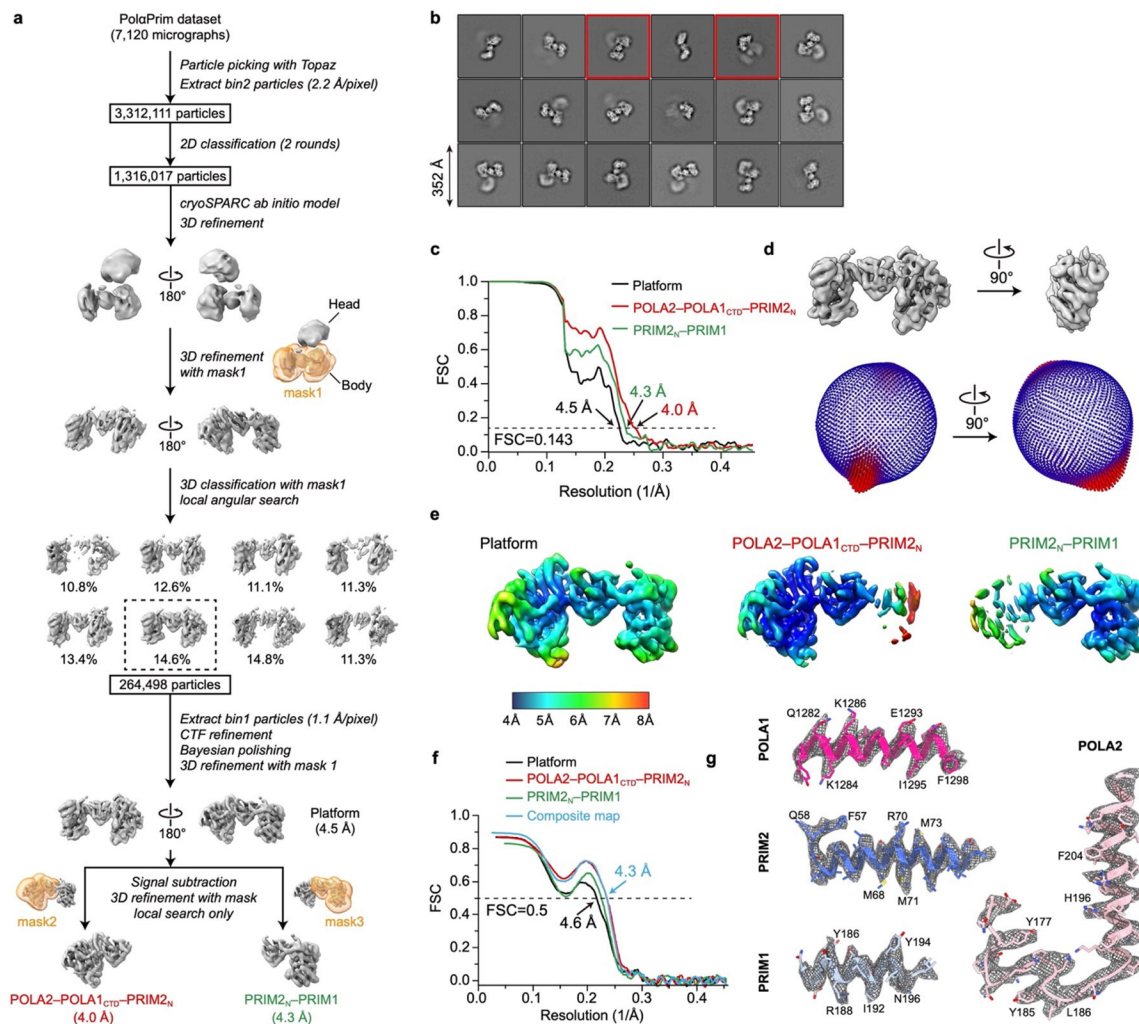 a
PolαPrim dataset
(7,120 micrographs)
Particle picking with Topaz
Extract bin2 particles (2.2 Å/pixel)
3,312,111 particles
2D classification (2 rounds)
1,316,017 particles
cryoSPARC ab initio model
3D refinement
180°
Head
3D refinement
with mask1
mask1
Body
180°
3D classification with mask1
local angular search
10.8%
12.6%
11.1%
11.3%
13.4%
14.6%
14.8%
11.3%
264,498 particles
Extract bin1 particles (1.1 Å/pixel)
CTF refinement
Bayesian polishing
3D refinement with mask 1
180°
Platform
(4.5 Å)
Signal subtraction
3D refinement with mask
local search only
mask2
mask3
POLA2–POLA1CTD–PRIM2N
(4.0 Å)
PRIM2N–PRIM1
(4.3 Å)
b
352 Å
c
1.0
0.8
0.6
0.4
0.2
0.0
FSC
Platform
POLA2–POLA1CTD–PRIM2N
PRIM2N–PRIM1
4.3 Å
4.5 Å
4.0 Å
FSC=0.143
0.0
0.1
0.2
0.3
0.4
Resolution (1/Å)
d
90°
90°
e
Platform
POLA2–POLA1CTD–PRIM2N
PRIM2N–PRIM1
4Å
5Å
6Å
7Å
8Å
f
Platform
POLA2–POLA1CTD–PRIM2N
PRIM2N–PRIM1
Composite map
1.0
0.8
0.6
0.4
0.2
0.0
FSC
4.3 Å
FSC=0.5
4.6 Å
0.0
0.1
0.2
0.3
0.4
Resolution (1/Å)
g
POLA1
Q1282
K1286
E1293
K1284
I1295
F1298
PRIM2
Q58
F57
R70
M73
M68
M71
PRIM1
Y186
Y194
R188
I192
N196
POLA2
F204
H196
Y177
Y185
L186